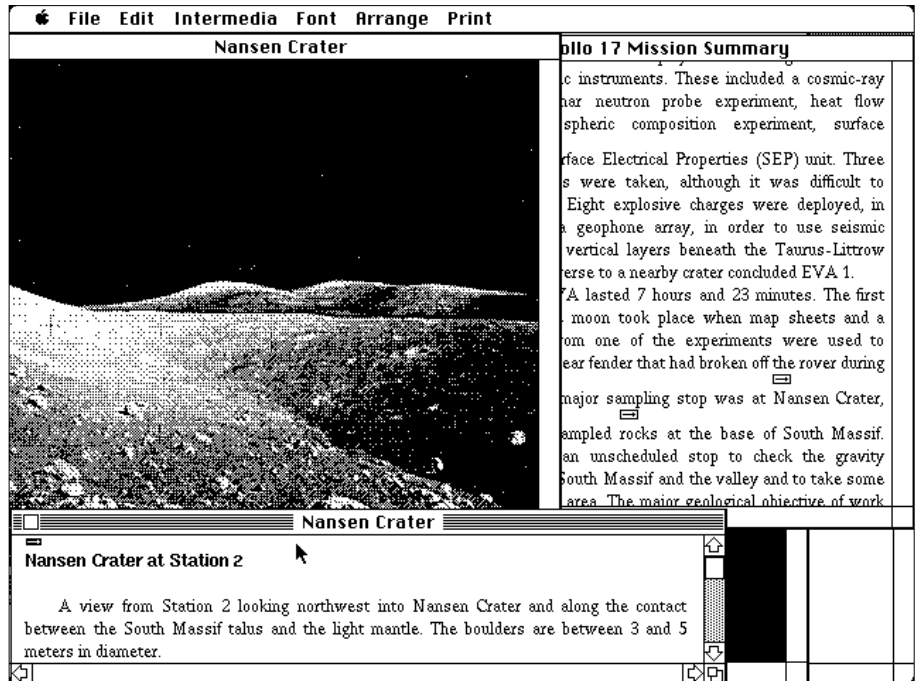 File Edit Intermedia Font Arrange Print
Nansen Crater
ollo 17 Mission Summary
c instruments. These included a cosmic-ray
nar neutron probe experiment, heat flow
spheric composition experiment, surface
rface Electrical Properties (SEP) unit. Three
s were taken, although it was difficult to
Eight explosive charges were deployed, in
a geophone array, in order to use seismic
vertical layers beneath the Taurus-Littrow
verse to a nearby crater concluded EVA 1.
VA lasted 7 hours and 23 minutes. The first
moon took place when map sheets and a
rom one of the experiments were used to
ear fender that had broken off the rover during
major sampling stop was at Nansen Crater,
ampled rocks at the base of South Massif.
an unscheduled stop to check the gravity
South Massif and the valley and to take some
area. The major geological objective of work
Nansen Crater
Nansen Crater at Station 2
A view from Station 2 looking northwest into Nansen Crater and along the contact
between the South Massif talus and the light mantle. The boulders are between 3 and 5
meters in diameter.